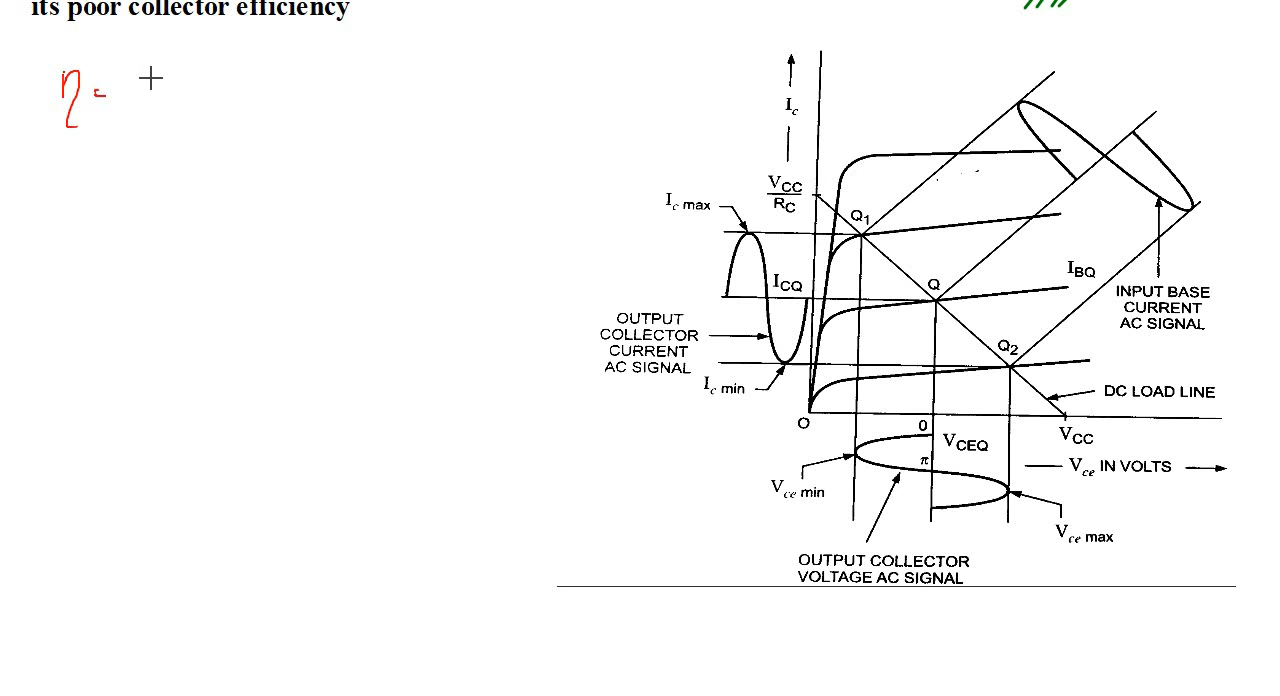 its poor collector efficiency
η =
I_c
V_CC
R_C
I_c max
Q_1
I_CQ
Q
I_BQ
INPUT BASE
CURRENT
AC SIGNAL
OUTPUT
COLLECTOR
CURRENT
AC SIGNAL
Q_2
I_c min
DC LOAD LINE
O
0
V_CEQ
V_CC
π
V_ce IN VOLTS
V_ce min
V_ce max
OUTPUT COLLECTOR
VOLTAGE AC SIGNAL